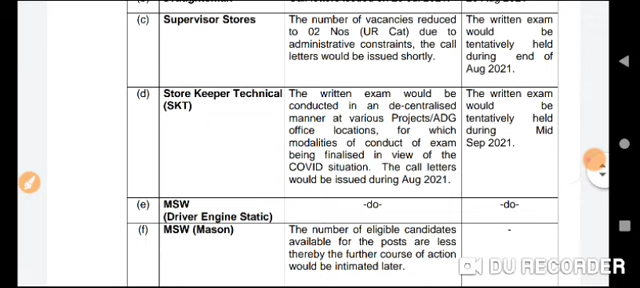 (c) Supervisor Stores The number of vacancies reduced The written exam
to 02 Nos (UR Cat) due to would be
administrative constraints, the call tentatively held
letters would be issued shortly. during end of
Aug 2021.
(d) Store Keeper Technical The written exam would be The written exam
(SKT) conducted in an de-centralised would be
manner at various Projects/ADG tentatively held
office locations, for which during Mid
modalities of conduct of exam Sep 2021.
being finalised in view of the
COVID situation. The call letters
would be issued during Aug 2021.
(e) MSW -do- -do-
(Driver Engine Static)
(f) MSW (Mason) The number of eligible candidates -
available for the posts are less
thereby the further course of action
would be intimated later.
DU RECORDER